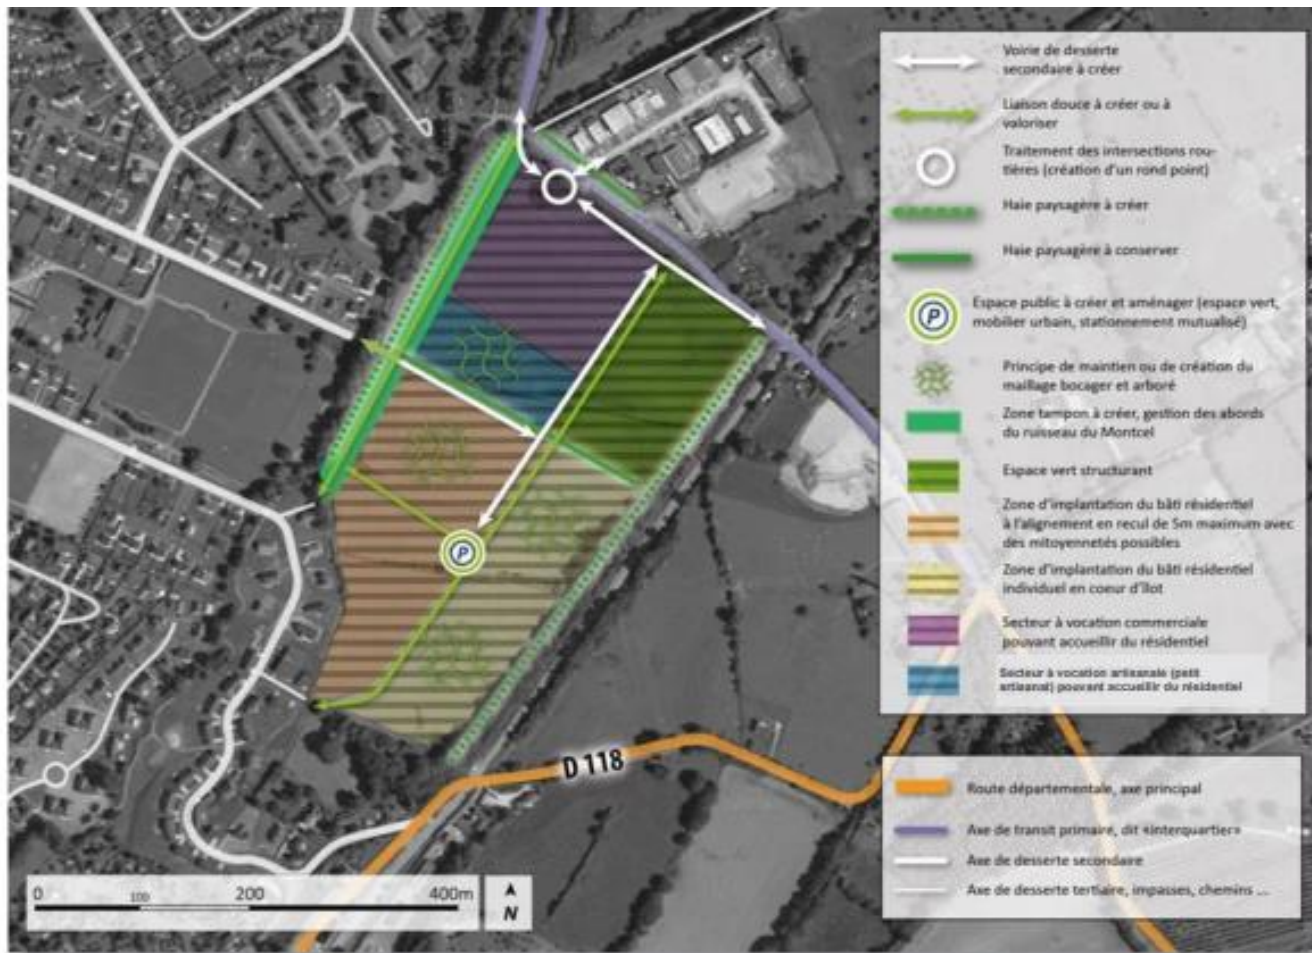 Voirie de desserte
secondaire à créer
Liaison douce à créer ou à
valoriser
Traitement des intersections rou-
tières (création d'un rond point)
Haie paysagère à créer
Haie paysagère à conserver
P
Espace public à créer et aménager (espace vert,
mobilier urbain, stationnement mutualisé)
Principe de maintien ou de création du
maillage bocager et arboré
Zone tampon à créer, gestion des abords
du ruisseau du Montcel
Espace vert structurant
Zone d'implantation du bâti résidentiel
à l'alignement en recul de 5m maximum avec
des mitoyennetés possibles
Zone d'implantation du bâti résidentiel
individuel en coeur d'îlot
Secteur à vocation commerciale
pouvant accueillir du résidentiel
Secteur à vocation artisanale (petit
artisanat) pouvant accueillir du résidentiel
P
D 118
Route départementale, axe principal
Axe de transit primaire, dit «interquartier»
Axe de desserte secondaire
Axe de desserte tertiaire, impasses, chemins ...
0 100 200 400m
N